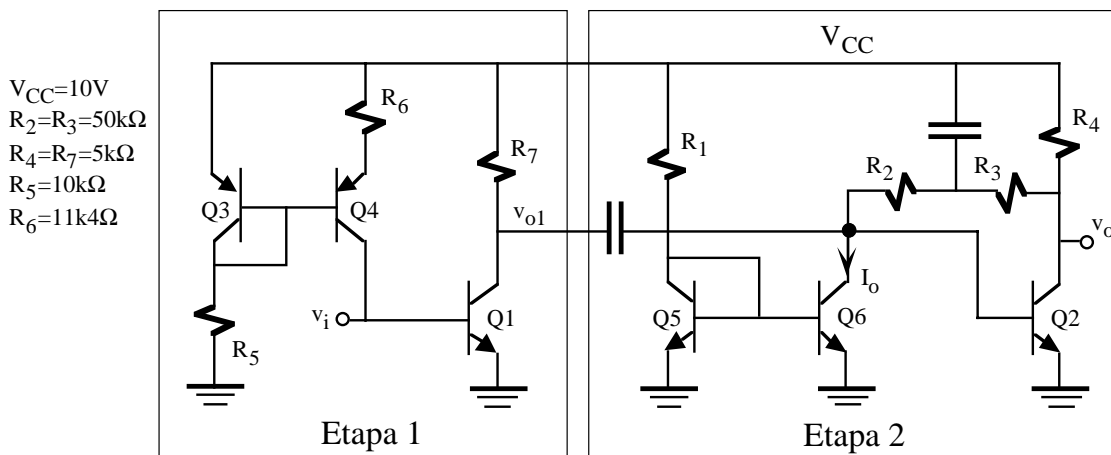 V_CC=10V
R_2=R_3=50kΩ
R_4=R_7=5kΩ
R_5=10kΩ
R_6=11k4Ω
V_CC
R_6
R_7
R_1
R_4
R_2
R_3
Q3
Q4
v_o1
v_o
I_o
R_5
v_i
Q1
Q5
Q6
Q2
Etapa 1
Etapa 2